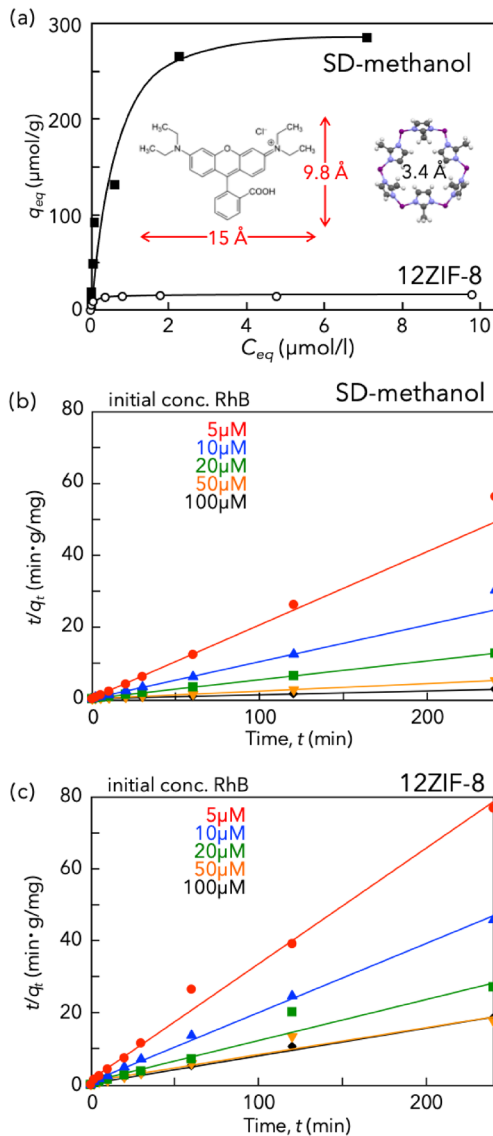 (a)
300
200
100
0
q_eq (μmol/g)
SD-methanol
Cl⁻
N
O
N
⊕
COOH
9.8 Å
15 Å
3.4 Å
12ZIF-8
0 2 4 6 8 10
C_eq (μmol/l)
(b)
initial conc. RhB
SD-methanol
5μM
10μM
20μM
50μM
100μM
80
60
40
20
0
t/q_t (min·g/mg)
0 100 200
Time, t (min)
(c)
initial conc. RhB
12ZIF-8
5μM
10μM
20μM
50μM
100μM
80
60
40
20
0
t/q_t (min·g/mg)
0 100 200
Time, t (min)